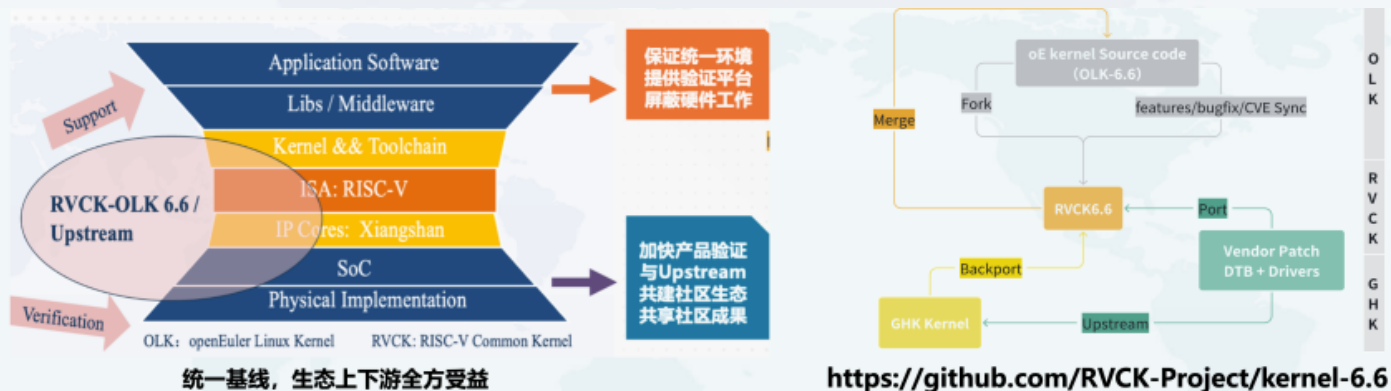 Application Software
Libs / Middleware
Kernel && Toolchain
ISA: RISC-V
IP Cores: Xiangshan
SoC
Physical Implementation
Support
RVCK-OLK 6.6 /
Upstream
Verification
OLK：openEuler Linux Kernel
RVCK: RISC-V Common Kernel
统一基线，生态上下游全方受益
保证统一环境
提供验证平台
屏蔽硬件工作
加快产品验证
与Upstream
共建社区生态
共享社区成果
oE kernel Source code
（OLK-6.6）
Fork
features/bugfix/CVE Sync
Merge
RVCK6.6
Port
Vendor Patch
DTB + Drivers
Backport
GHK Kernel
Upstream
O
L
K
R
V
C
K
G
H
K
https://github.com/RVCK-Project/kernel-6.6